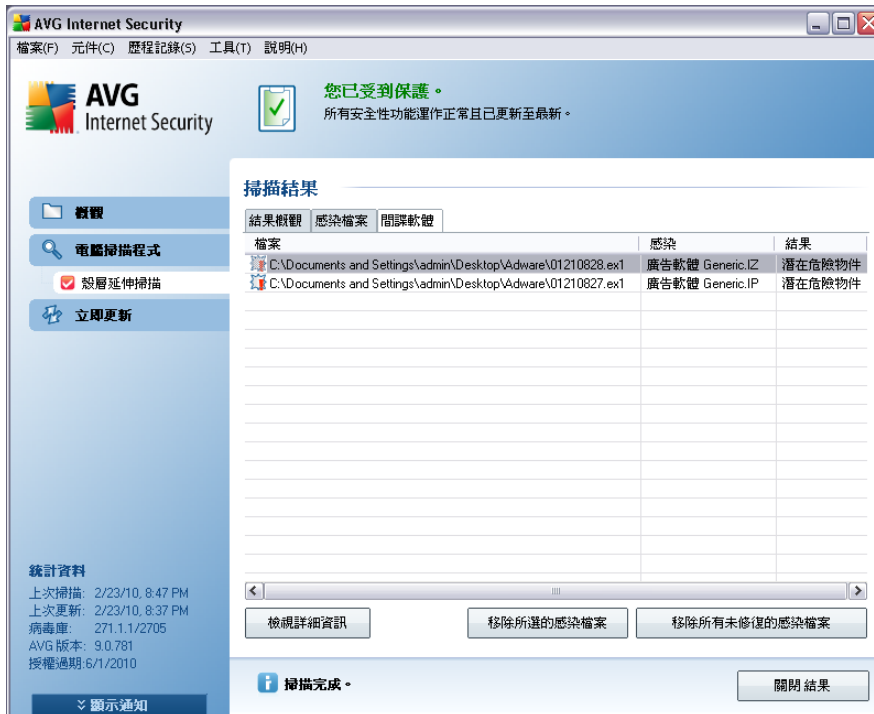 AVG Internet Security
檔案(F) 元件(C) 歷程記錄(S) 工具(T) 說明(H)
AVG
Internet Security
您已受到保護。
所有安全性功能運作正常且已更新至最新。
概觀
電腦掃描程式
殼層延伸掃描
立即更新
掃描結果
結果概觀 感染檔案 間諜軟體
檔案 感染 結果
C:\Documents and Settings\admin\Desktop\Adware\01210828.ex1 廣告軟體 Generic.IZ 潛在危險物件
C:\Documents and Settings\admin\Desktop\Adware\01210827.ex1 廣告軟體 Generic.IP 潛在危險物件
統計資料
上次掃描: 2/23/10, 8:47 PM
上次更新: 2/23/10, 8:37 PM
病毒庫: 271.1.1/2705
AVG 版本: 9.0.781
授權過期:6/1/2010
顯示通知
檢視詳細資訊 移除所選的感染檔案 移除所有未修復的感染檔案
掃描完成。
關閉結果